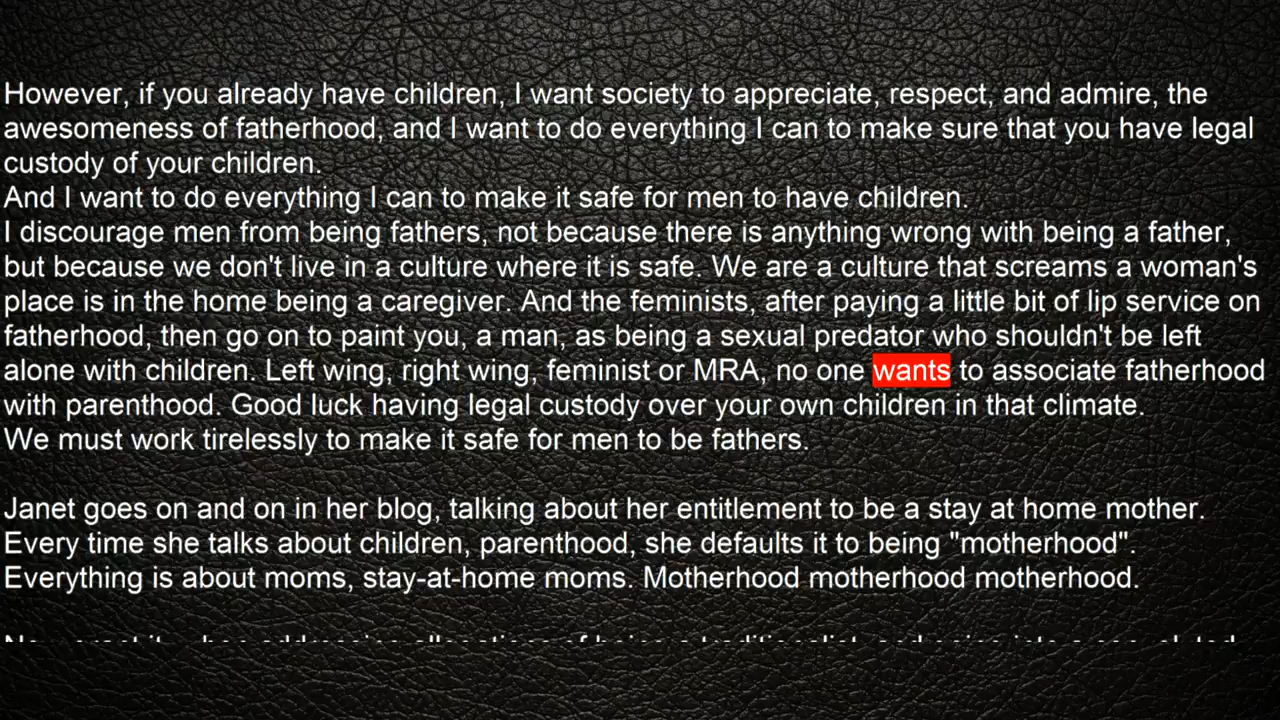 However, if you already have children, I want society to appreciate, respect, and admire, the
awesomeness of fatherhood, and I want to do everything I can to make sure that you have legal
custody of your children.
And I want to do everything I can to make it safe for men to have children.
I discourage men from being fathers, not because there is anything wrong with being a father,
but because we don't live in a culture where it is safe. We are a culture that screams a woman's
place is in the home being a caregiver. And the feminists, after paying a little bit of lip service on
fatherhood, then go on to paint you, a man, as being a sexual predator who shouldn't be left
alone with children. Left wing, right wing, feminist or MRA, no one wants to associate fatherhood
with parenthood. Good luck having legal custody over your own children in that climate.
We must work tirelessly to make it safe for men to be fathers.
Janet goes on and on in her blog, talking about her entitlement to be a stay at home mother.
Every time she talks about children, parenthood, she defaults it to being "motherhood".
Everything is about moms, stay-at-home moms. Motherhood motherhood motherhood.